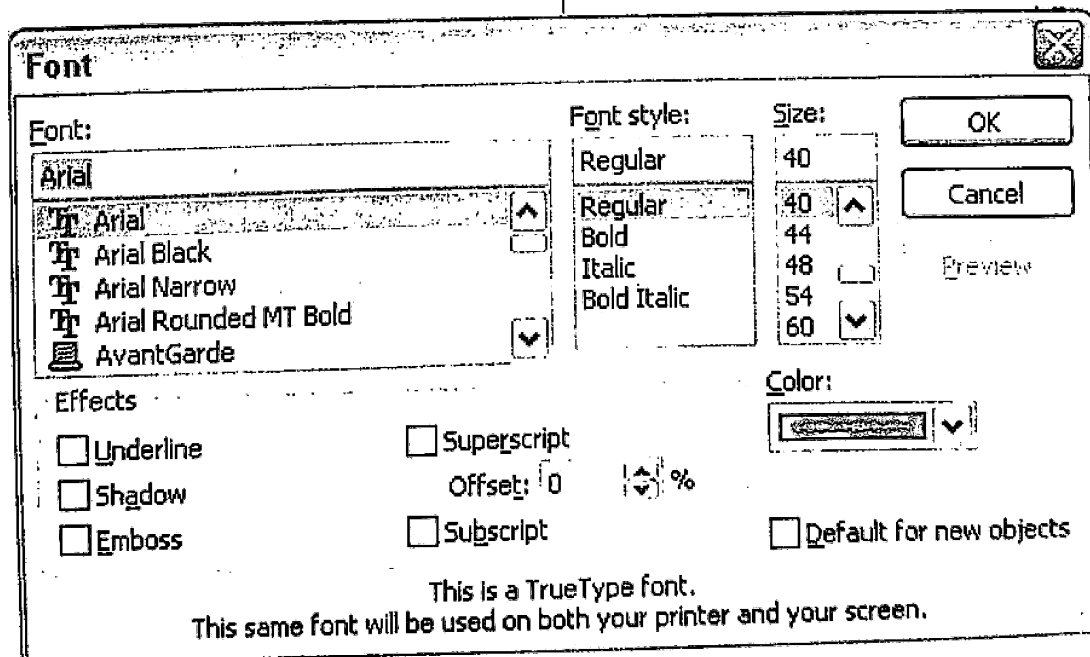 Font
Font:
Arial
Arial
Arial Black
Arial Narrow
Arial Rounded MT Bold
AvantGarde
Font style:
Regular
Regular
Bold
Italic
Bold Italic
Size:
40
40
44
48
54
60
OK
Cancel
Preview
Effects
Underline
Shadow
Emboss
Superscript
Offset: 0 %
Subscript
Color:
Default for new objects
This is a TrueType font.
This same font will be used on both your printer and your screen.